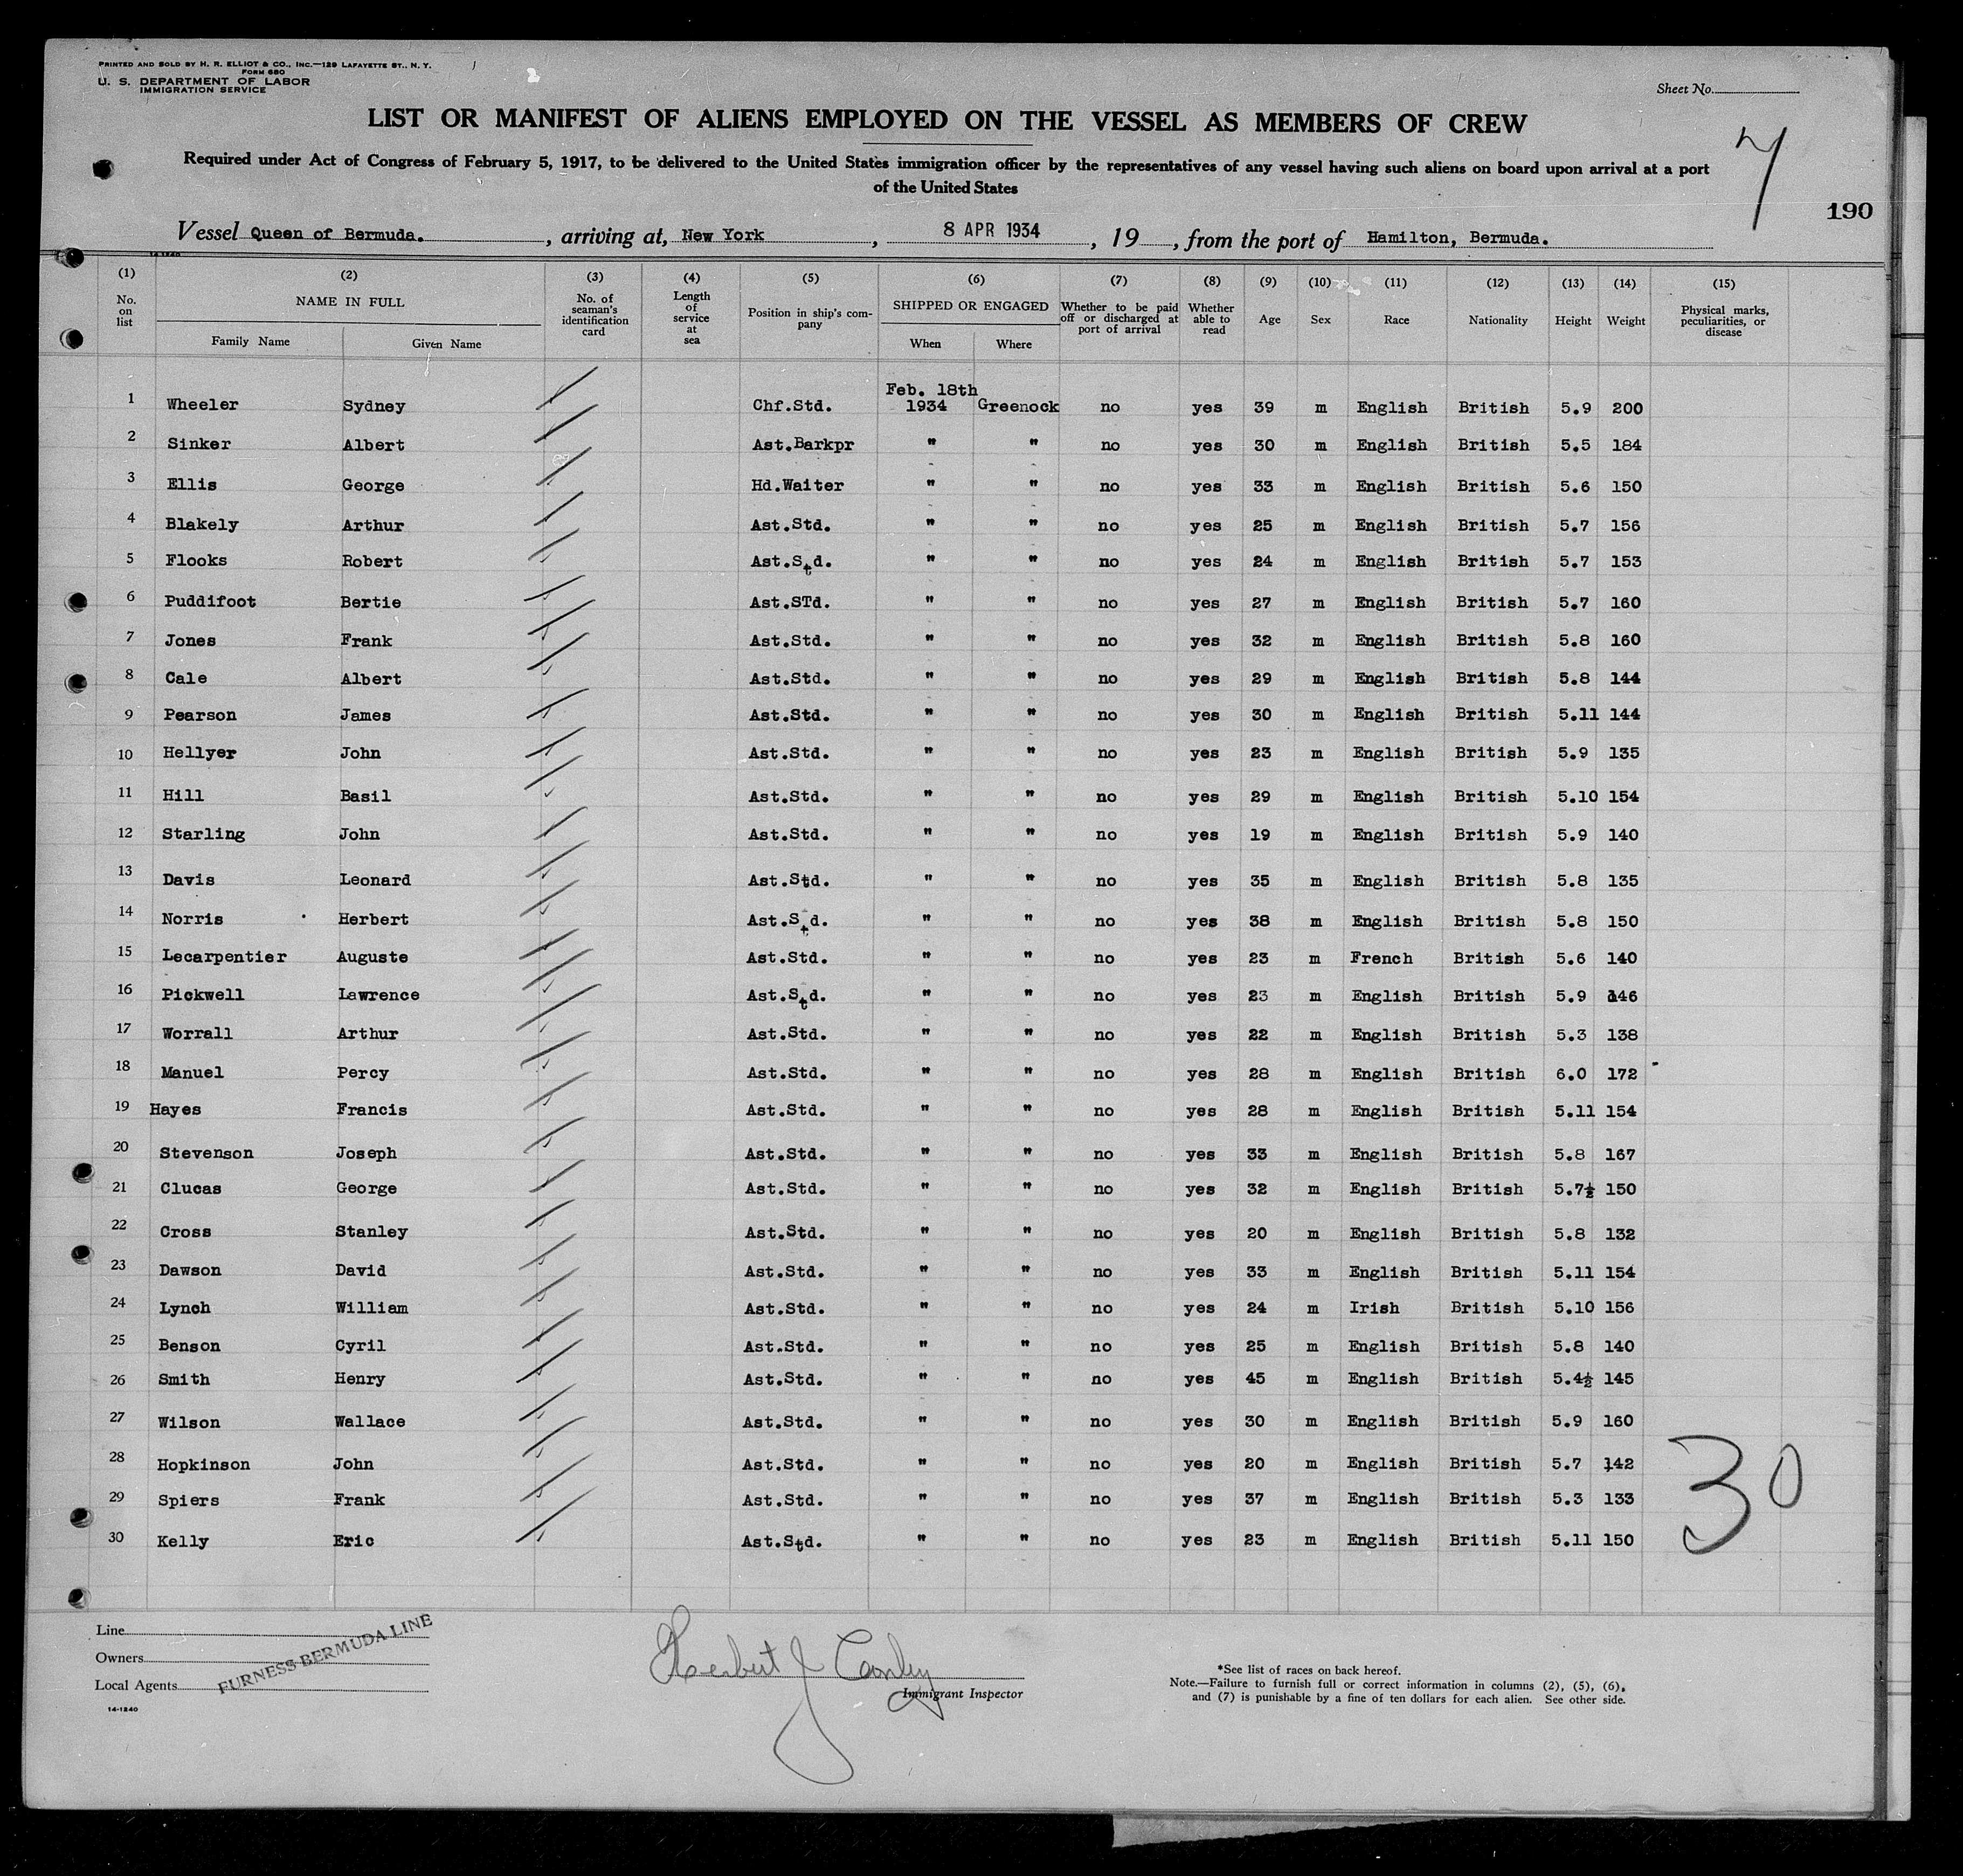 PRINTED AND SOLD BY H. R. ELLIOT & CO., INC.—129 LAFAYETTE ST., N. Y.
FORM 680
U. S. DEPARTMENT OF LABOR
IMMIGRATION SERVICE
Sheet No.
LIST OR MANIFEST OF ALIENS EMPLOYED ON THE VESSEL AS MEMBERS OF CREW
7
Required under Act of Congress of February 5, 1917, to be delivered to the United States immigration officer by the representatives of any vessel having such aliens on board upon arrival at a port
of the United States
190
Vessel Queen of Bermuda. , arriving at, New York , 8 APR 1934 , 19 , from the port of Hamilton, Bermuda.
14-1240
(1) (2) (3) (4) (5) (6) (7) (8) (9) (10) (11) (12) (13) (14) (15)
No. on list NAME IN FULL Family Name Given Name No. of seaman's identification card Length of service at sea Position in ship's company SHIPPED OR ENGAGED When Where Whether to be paid off or discharged at port of arrival Whether able to read Age Sex Race Nationality Height Weight Physical marks, peculiarities, or disease
Feb. 18th
1 Wheeler Sydney Chf.Std. 1934 Greenock no yes 39 m English British 5.9 200
2 Sinker Albert Ast.Barkpr " " no yes 30 m English British 5.5 184
3 Ellis George Hd.Waiter " " no yes 33 m English British 5.6 150
4 Blakely Arthur Ast.Std. " " no yes 25 m English British 5.7 156
5 Flooks Robert Ast.Std. " " no yes 24 m English British 5.7 153
6 Puddifoot Bertie Ast.STd. " " no yes 27 m English British 5.7 160
7 Jones Frank Ast.Std. " " no yes 32 m English British 5.8 160
8 Cale Albert Ast.Std. " " no yes 29 m English British 5.8 144
9 Pearson James Ast.Std. " " no yes 30 m English British 5.11 144
10 Hellyer John Ast.Std. " " no yes 23 m English British 5.9 135
11 Hill Basil Ast.Std. " " no yes 29 m English British 5.10 154
12 Starling John Ast.Std. " " no yes 19 m English British 5.9 140
13 Davis Leonard Ast.Std. " " no yes 35 m English British 5.8 135
14 Norris Herbert Ast.Std. " " no yes 38 m English British 5.8 150
15 Lecarpentier Auguste Ast.Std. " " no yes 23 m French British 5.6 140
16 Pickwell Lawrence Ast.Std. " " no yes 23 m English British 5.9 146
17 Worrall Arthur Ast.Std. " " no yes 22 m English British 5.3 138
18 Manuel Percy Ast.Std. " " no yes 28 m English British 6.0 172
19 Hayes Francis Ast.Std. " " no yes 28 m English British 5.11 154
20 Stevenson Joseph Ast.Std. " " no yes 33 m English British 5.8 167
21 Clucas George Ast.Std. " " no yes 32 m English British 5.7½ 150
22 Cross Stanley Ast.Std. " " no yes 20 m English British 5.8 132
23 Dawson David Ast.Std. " " no yes 33 m English British 5.11 154
24 Lynch William Ast.Std. " " no yes 24 m Irish British 5.10 156
25 Benson Cyril Ast.Std. " " no yes 25 m English British 5.8 140
26 Smith Henry Ast.Std. " " no yes 45 m English British 5.4½ 145
27 Wilson Wallace Ast.Std. " " no yes 30 m English British 5.9 160
28 Hopkinson John Ast.Std. " " no yes 20 m English British 5.7 142
29 Spiers Frank Ast.Std. " " no yes 37 m English British 5.3 133
30 Kelly Eric Ast.Std. " " no yes 23 m English British 5.11 150
30
Line
Owners
Local Agents
FURNESS BERMUDA LINE
14-1240
Herbert J Conley
Immigrant Inspector
*See list of races on back hereof.
Note.—Failure to furnish full or correct information in columns (2), (5), (6),
and (7) is punishable by a fine of ten dollars for each alien. See other side.